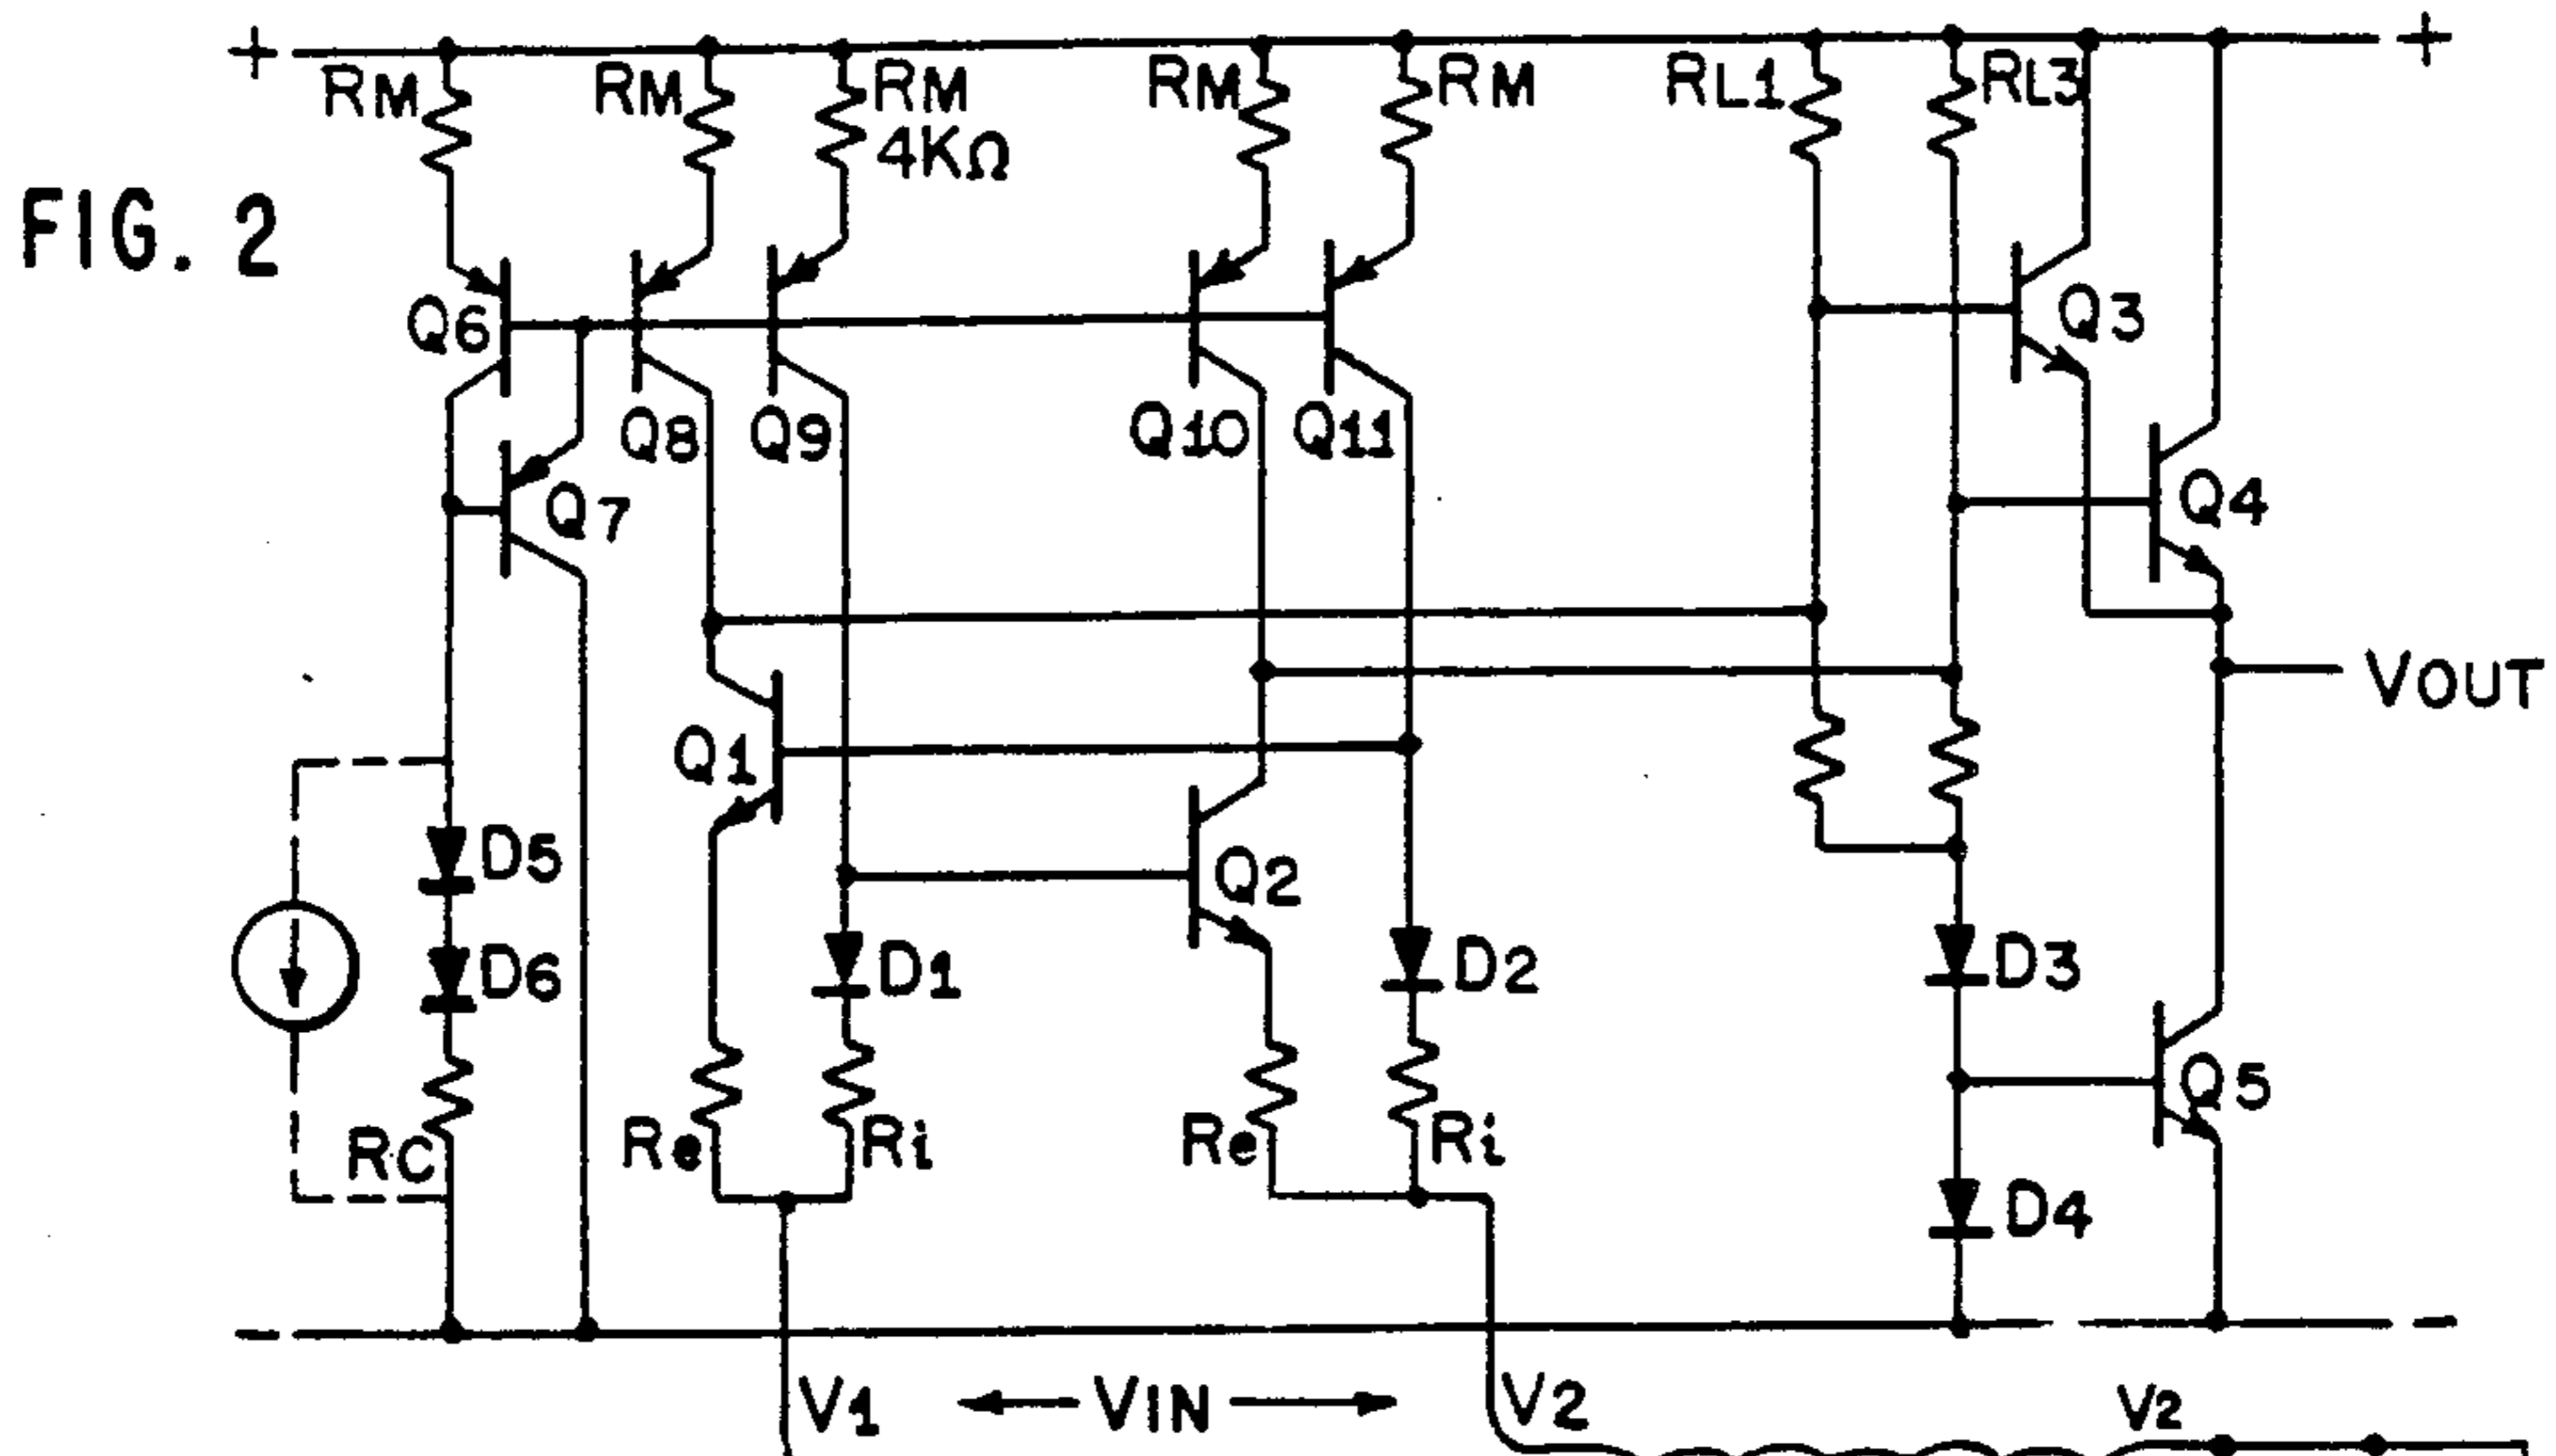 + +
RM RM RM RM RM RL1 RL3
4KΩ
FIG. 2
Q6 Q3
Q8 Q9 Q10 Q11
Q7 Q4
VOUT
Q1
D5 Q2
D6 D1 D2 D3
Q5
RC Re Ri Re Ri
D4
- -
V1 VIN V2 V2